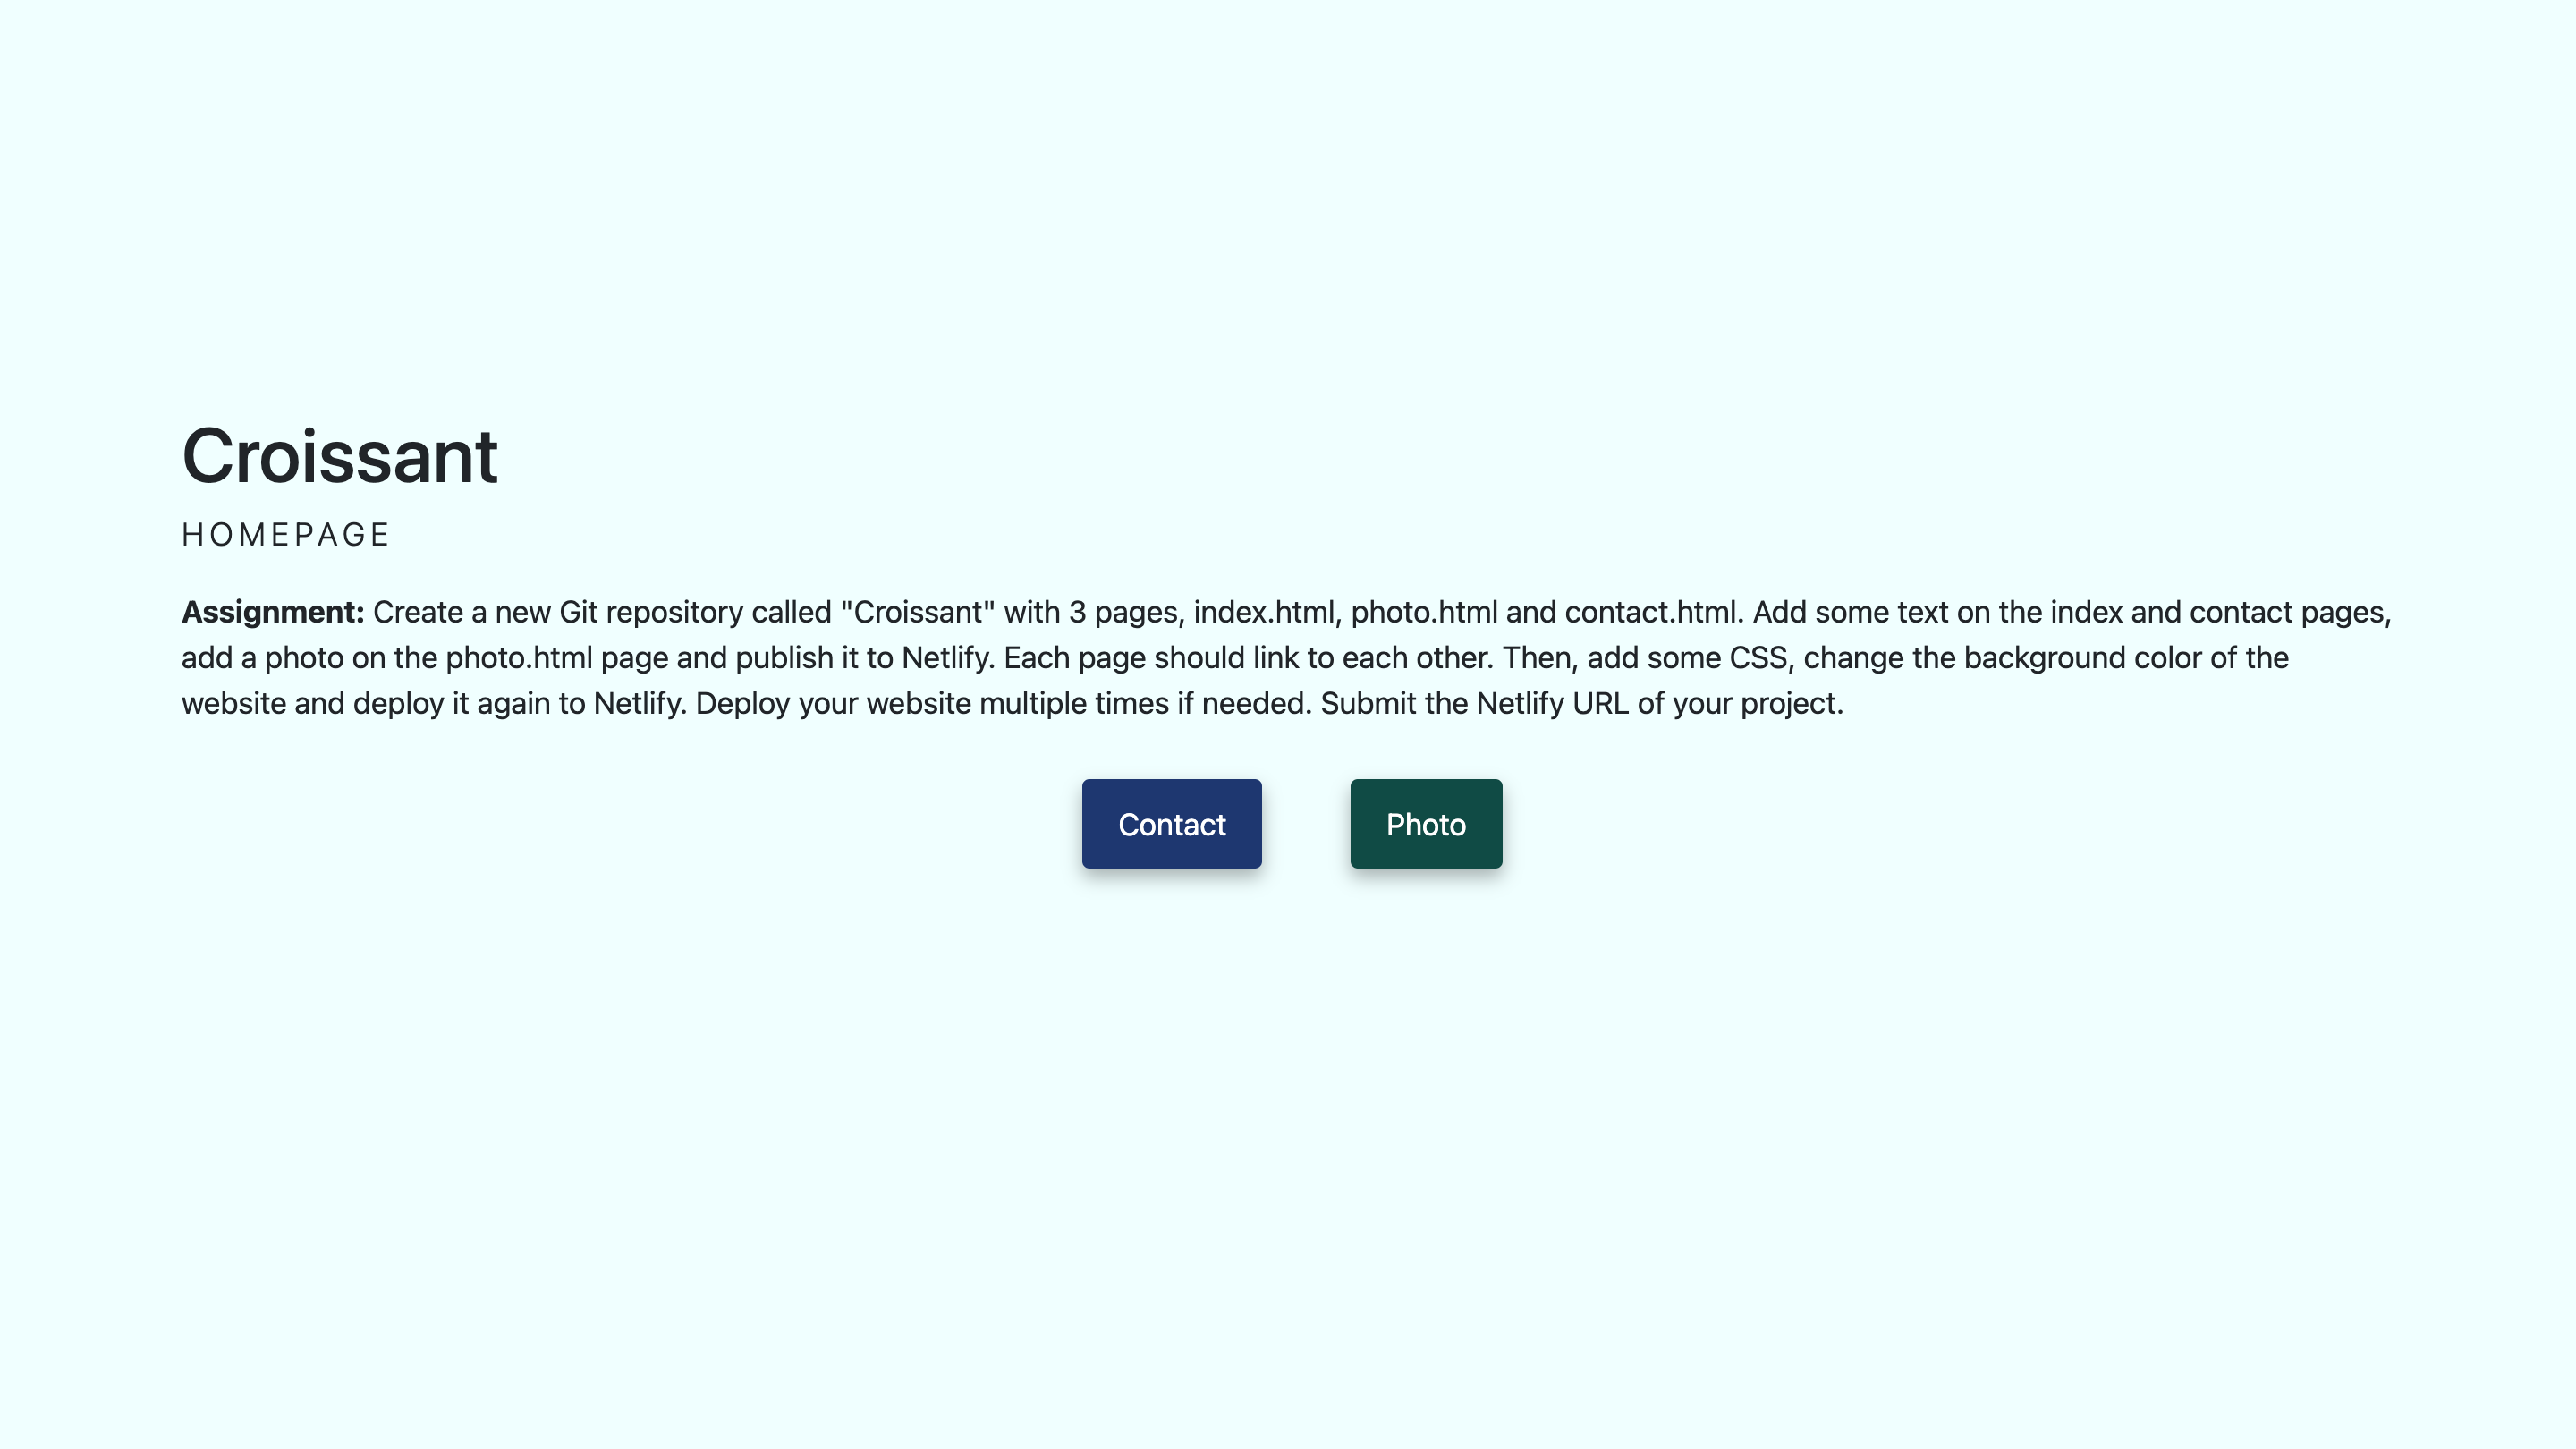 Croissant
HOMEPAGE
Assignment: Create a new Git repository called "Croissant" with 3 pages, index.html, photo.html and contact.html. Add some text on the index and contact pages,
add a photo on the photo.html page and publish it to Netlify. Each page should link to each other. Then, add some CSS, change the background color of the
website and deploy it again to Netlify. Deploy your website multiple times if needed. Submit the Netlify URL of your project.
Contact
Photo